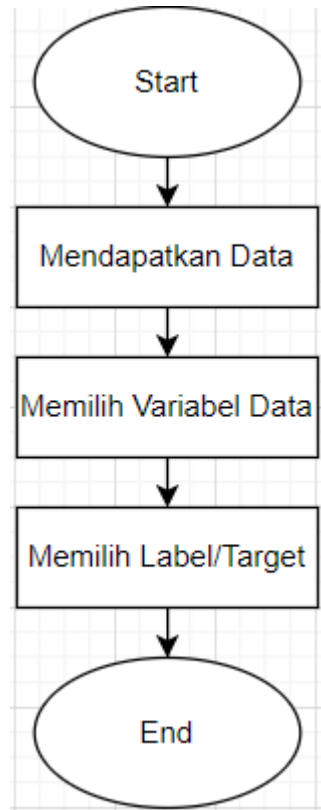 Start
Mendapatkan Data
Memilih Variabel Data
Memilih Label/Target
End